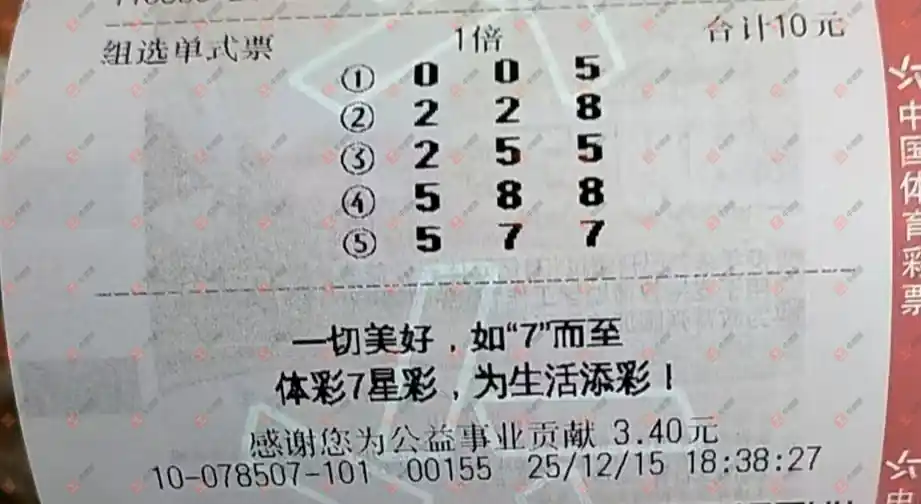 组选单式票 1倍 合计10元
① 0 0 5
② 2 2 8
③ 2 5 5
④ 5 8 8
⑤ 5 7 7
一切美好，如“7”而至
体彩7星彩，为生活添彩！
感谢您为公益事业贡献 3.40元
10-078507-101 00155 25/12/15 18:38:27
中国体育彩票